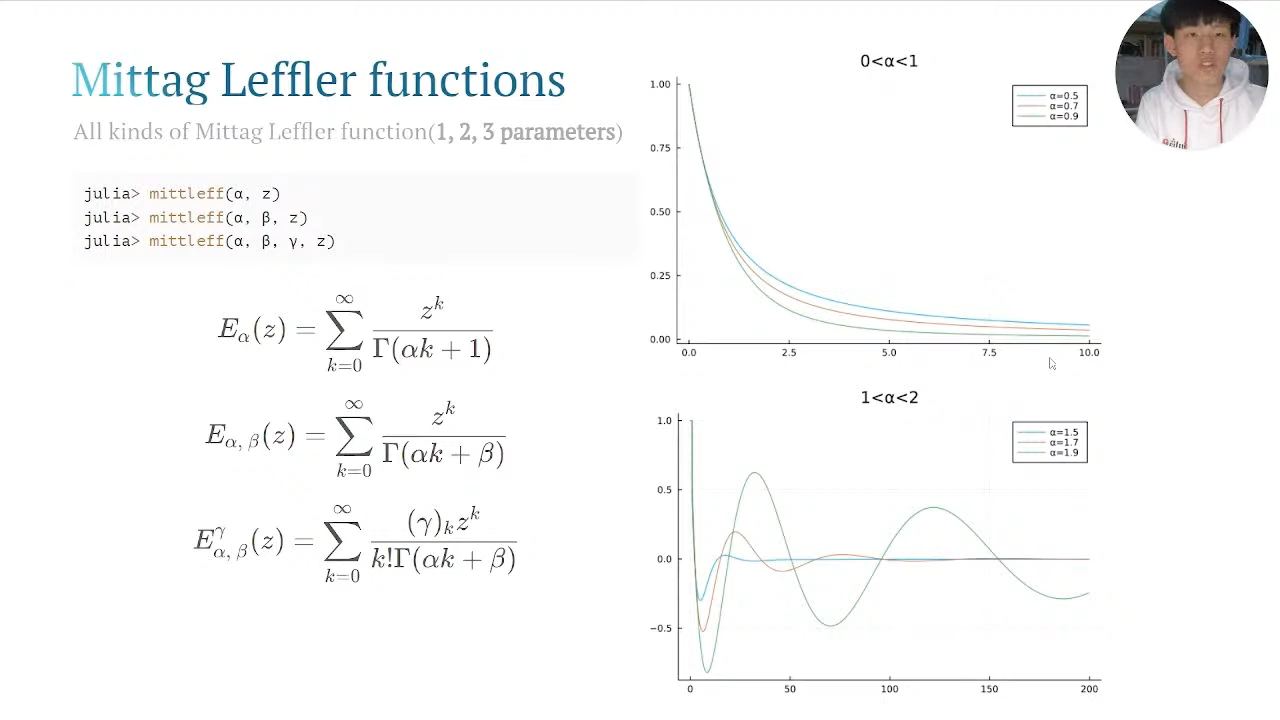 Mittag Leffler functions
All kinds of Mittag Leffler function(1, 2, 3 parameters)
julia> mittleff(α, z)
julia> mittleff(α, β, z)
julia> mittleff(α, β, γ, z)
E_α(z) = ∑_{k=0}^{∞} z^k / Γ(αk + 1)
E_{α, β}(z) = ∑_{k=0}^{∞} z^k / Γ(αk + β)
E^γ_{α, β}(z) = ∑_{k=0}^{∞} (γ)_k z^k / k!Γ(αk + β)
0<α<1
α=0.5
α=0.7
α=0.9
1.00
0.75
0.50
0.25
0.00
0.0 2.5 5.0 7.5 10.0
1<α<2
α=1.5
α=1.7
α=1.9
1.0
0.5
0.0
−0.5
0 50 100 150 200